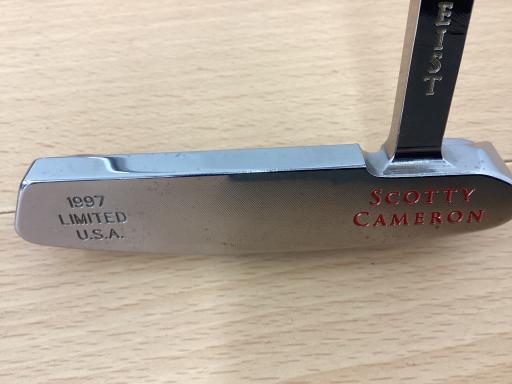 EIST
1997
LIMITED
U.S.A.
SCOTTY
CAMERON